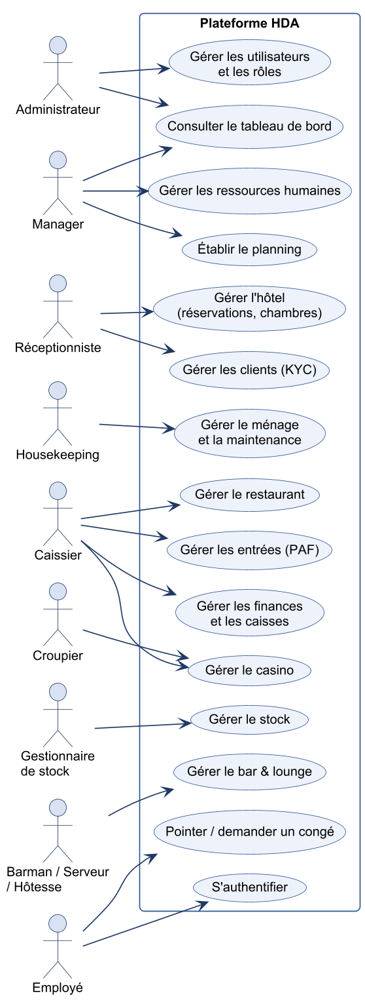 Plateforme HDA
Gérer les utilisateurs
et les rôles
Administrateur
Consulter le tableau de bord
Gérer les ressources humaines
Manager
Établir le planning
Gérer l'hôtel
(réservations, chambres)
Réceptionniste
Gérer les clients (KYC)
Gérer le ménage
et la maintenance
Housekeeping
Gérer le restaurant
Gérer les entrées (PAF)
Caissier
Gérer les finances
et les caisses
Croupier
Gérer le casino
Gérer le stock
Gestionnaire
de stock
Gérer le bar & lounge
Pointer / demander un congé
Barman / Serveur
/ Hôtesse
S'authentifier
Employé